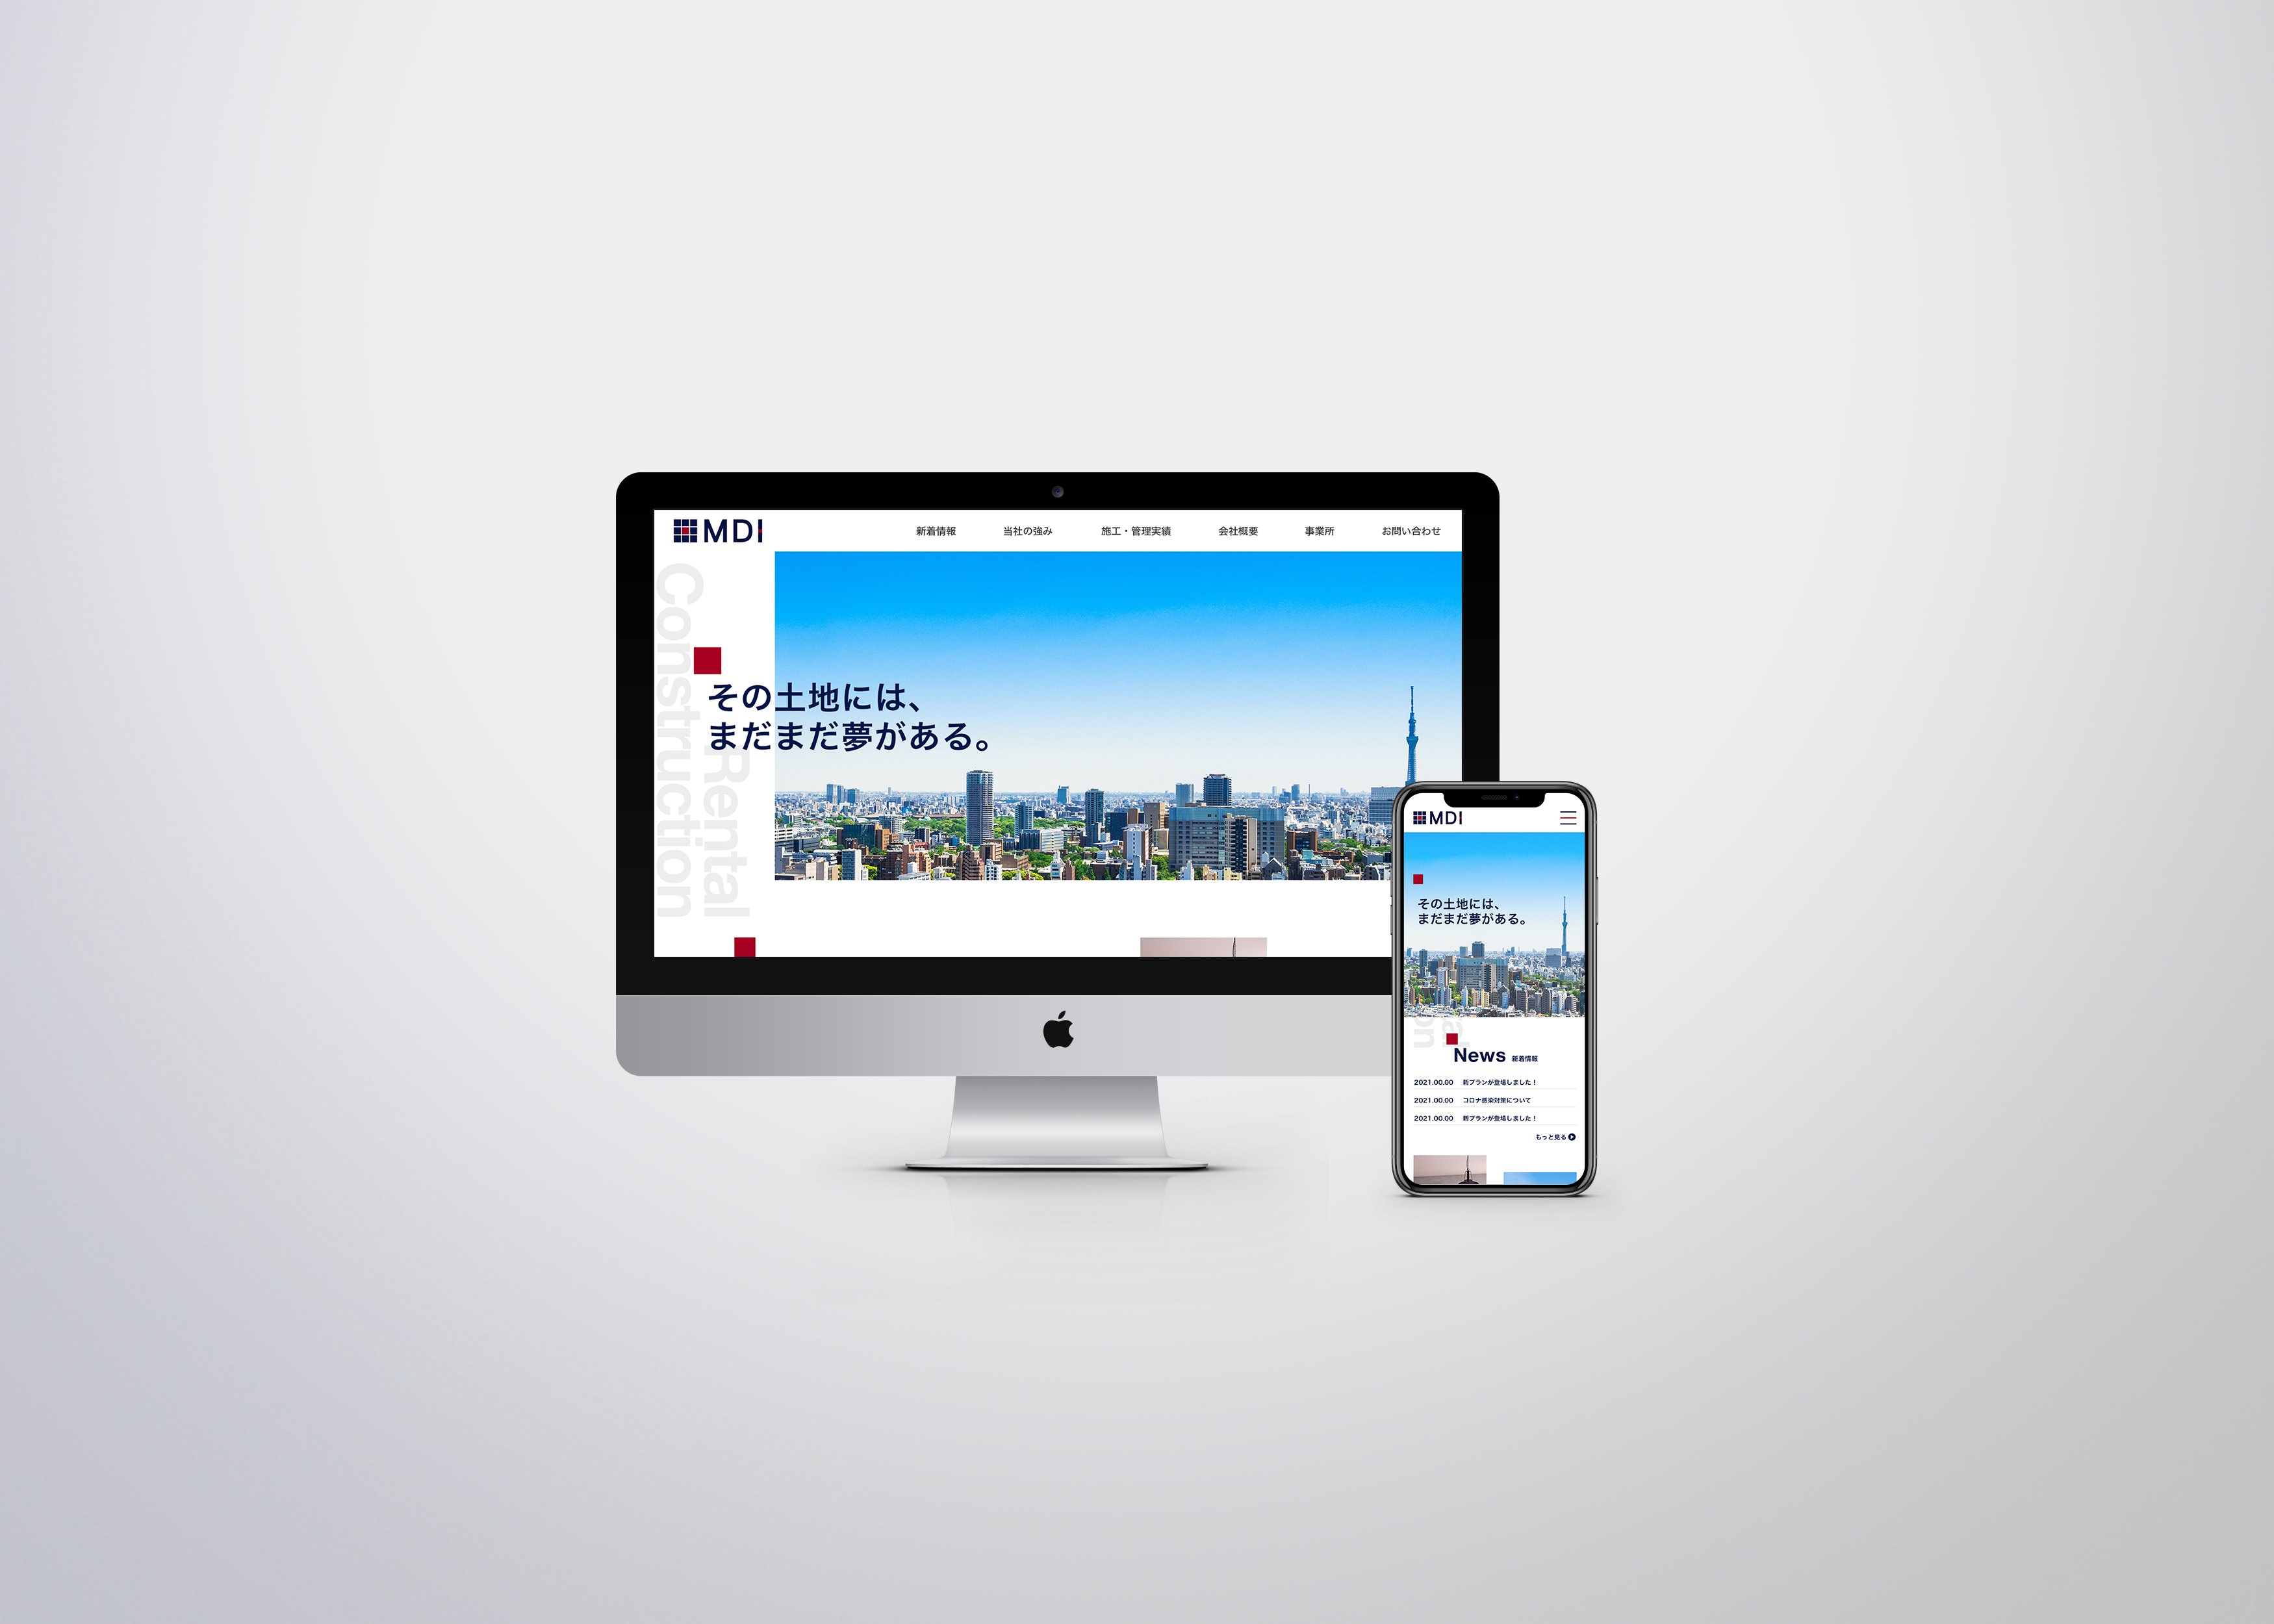 MDI
新着情報
当社の強み
施工・管理実績
会社概要
事業所
お問い合わせ
Construction
Rental
その土地には、
まだまだ夢がある。
MDI
その土地には、
まだまだ夢がある。
News 新着情報
2021.00.00 新プランが登場しました！
2021.00.00 コロナ感染対策について
2021.00.00 新プランが登場しました！
もっと見る